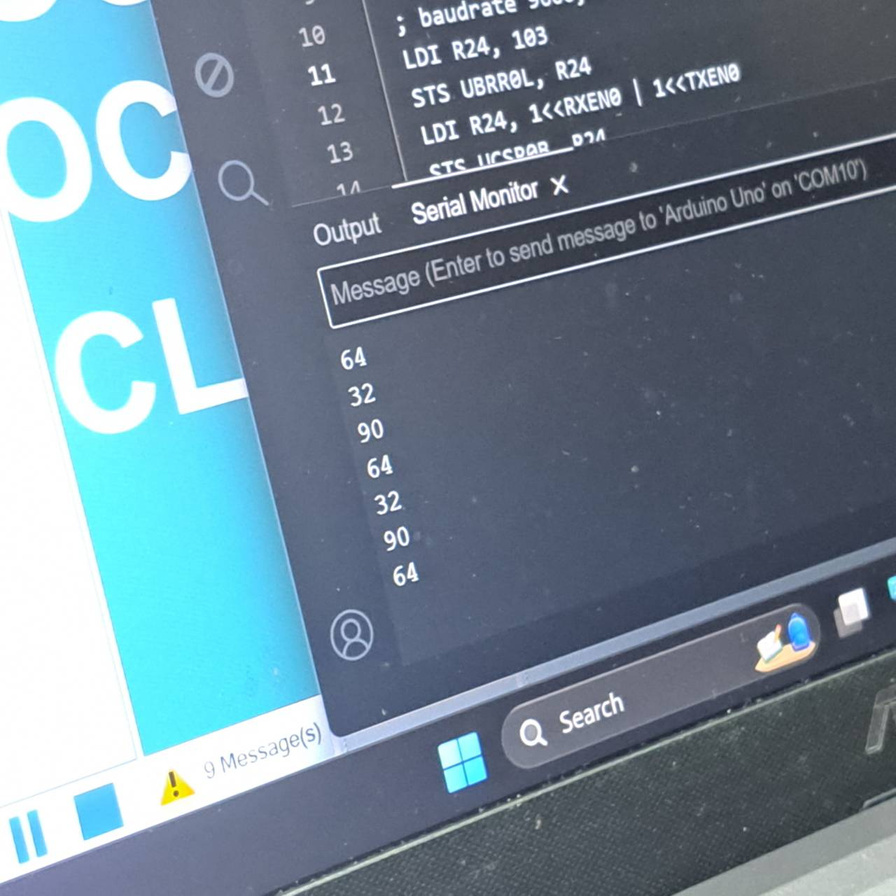 OC
CL
10
; baudrate
11
LDI R24, 103
12
STS UBRR0L, R24
13
LDI R24, 1<<RXEN0 | 1<<TXEN0
14
R24
Output
Serial Monitor X
Message (Enter to send message to 'Arduino Uno' on 'COM10')
64
32
90
64
32
90
64
9 Message(s)
Search